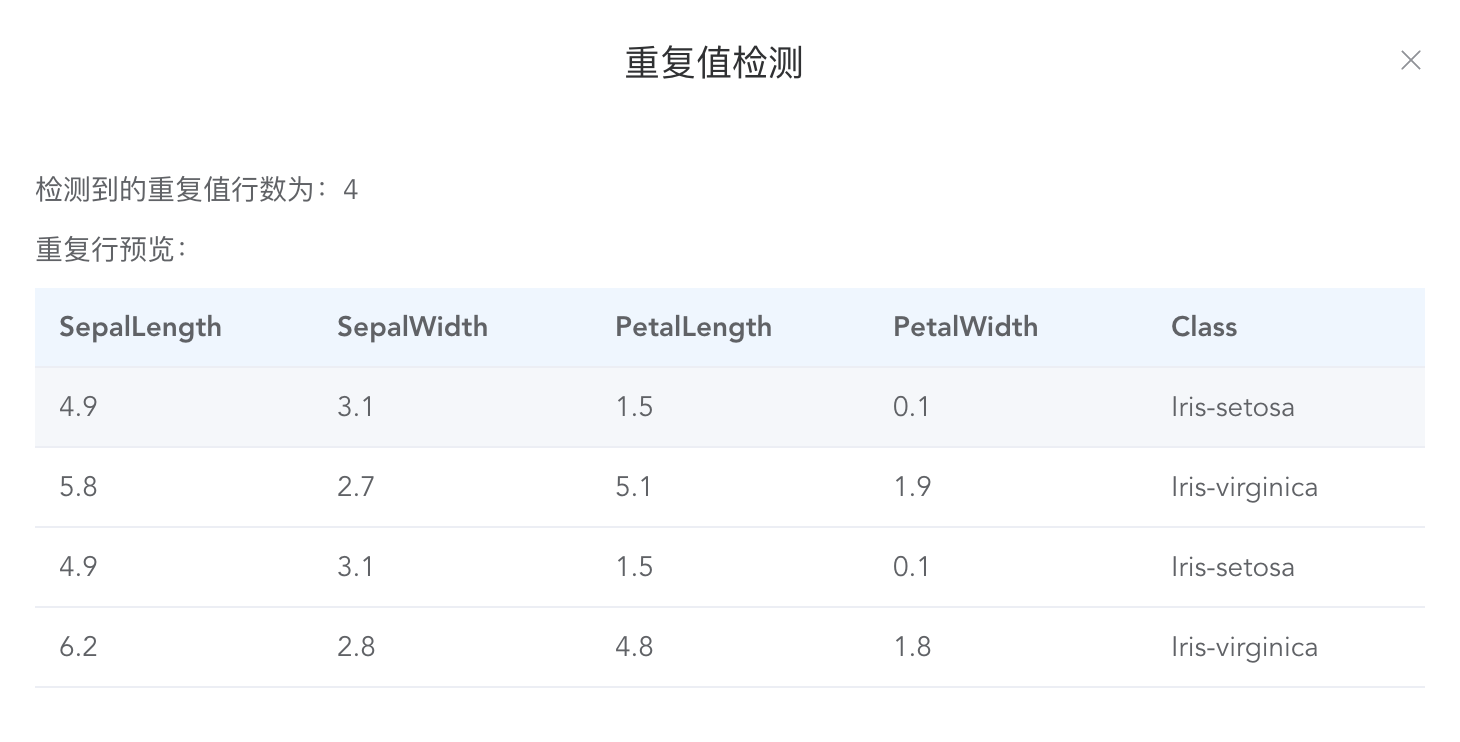 重复值检测
检测到的重复值行数为：4
重复行预览：
SepalLength SepalWidth PetalLength PetalWidth Class
4.9 3.1 1.5 0.1 Iris-setosa
5.8 2.7 5.1 1.9 Iris-virginica
4.9 3.1 1.5 0.1 Iris-setosa
6.2 2.8 4.8 1.8 Iris-virginica